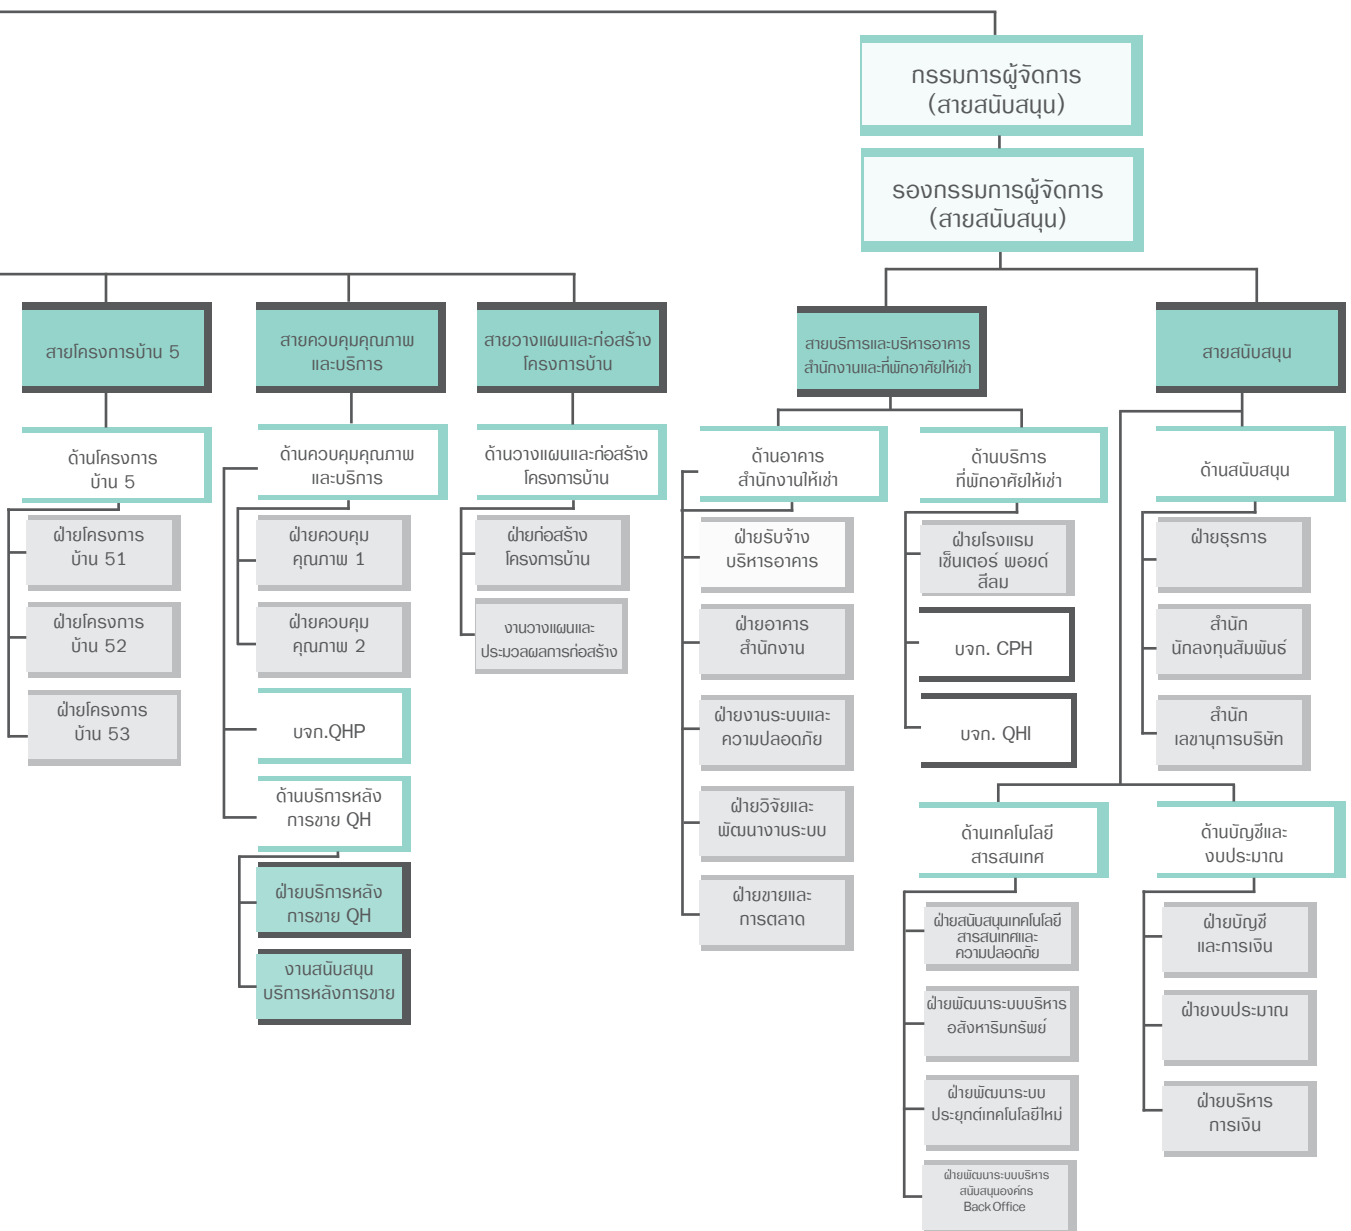 กรรมการผู้จัดการ
(สายสนับสนุน)
รองกรรมการผู้จัดการ
(สายสนับสนุน)
สายโครงการบ้าน 5
สายควบคุมคุณภาพ
และบริการ
สายวางแผนและก่อสร้าง
โครงการบ้าน
สายบริการและบริหารอาคาร
สำนักงานและที่พักอาศัยให้เช่า
สายสนับสนุน
ด้านโครงการ
บ้าน 5
ฝ่ายโครงการ
บ้าน 51
ฝ่ายโครงการ
บ้าน 52
ฝ่ายโครงการ
บ้าน 53
ด้านควบคุมคุณภาพ
และบริการ
ฝ่ายควบคุม
คุณภาพ 1
ฝ่ายควบคุม
คุณภาพ 2
บจก.QHP
ด้านบริการหลัง
การขาย QH
ฝ่ายบริการหลัง
การขาย QH
งานสนับสนุน
บริการหลังการขาย
ด้านวางแผนและก่อสร้าง
โครงการบ้าน
ฝ่ายก่อสร้าง
โครงการบ้าน
งานวางแผนและ
ประมวลผลการก่อสร้าง
ด้านอาคาร
สำนักงานให้เช่า
ฝ่ายรับจ้าง
บริหารอาคาร
ฝ่ายอาคาร
สำนักงาน
ฝ่ายงานระบบและ
ความปลอดภัย
ฝ่ายวิจัยและ
พัฒนางานระบบ
ฝ่ายขายและ
การตลาด
ด้านบริการ
ที่พักอาศัยให้เช่า
ฝ่ายโรงแรม
เซ็นเตอร์ พอยต์
สีลม
บจก. CPH
บจก. QHI
ด้านสนับสนุน
ฝ่ายธุรการ
สำนัก
นักลงทุนสัมพันธ์
สำนัก
เลขานุการบริษัท
ด้านเทคโนโลยี
สารสนเทศ
ฝ่ายสนับสนุนเทคโนโลยี
สารสนเทศและ
ความปลอดภัย
ฝ่ายพัฒนาระบบบริหาร
อสังหาริมทรัพย์
ฝ่ายพัฒนาระบบ
ประยุกต์เทคโนโลยีใหม่
ฝ่ายพัฒนาระบบบริหาร
สนับสนุนองค์กร
Back Office
ด้านบัญชีและ
งบประมาณ
ฝ่ายบัญชี
และการเงิน
ฝ่ายงบประมาณ
ฝ่ายบริหาร
การเงิน